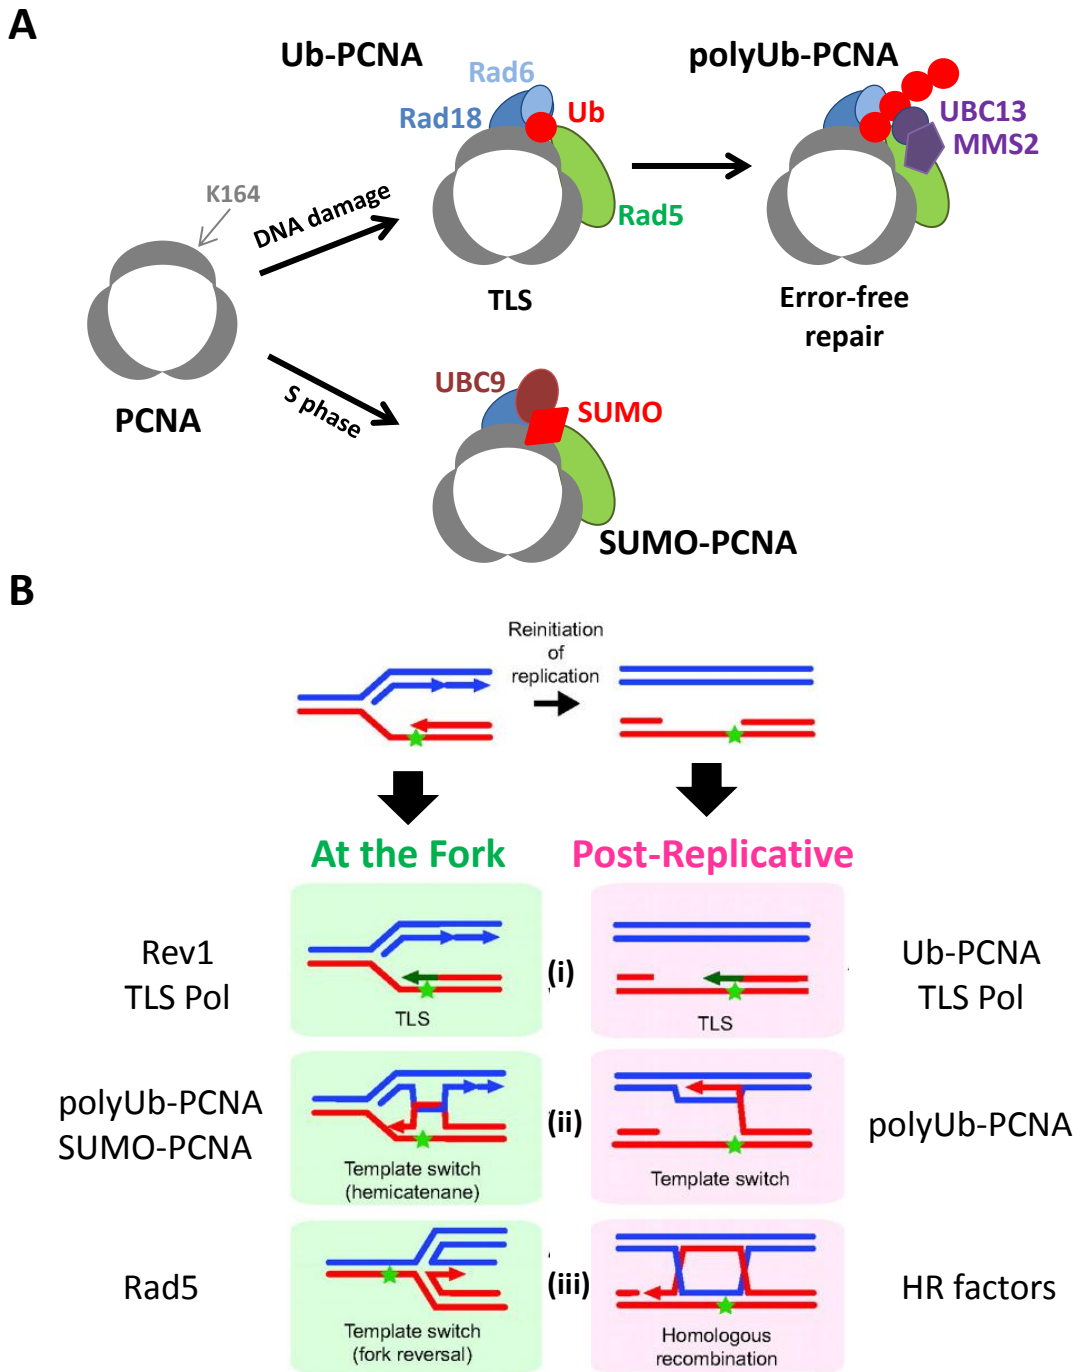 A
Ub-PCNA
polyUb-PCNA
Rad6
Rad18
Ub
UBC13
MMS2
K164
DNA damage
Rad5
TLS
Error-free
repair
PCNA
S phase
UBC9
SUMO
SUMO-PCNA
B
Reinitiation
of
replication
At the Fork
Post-Replicative
Rev1
TLS Pol
TLS
(i)
TLS
Ub-PCNA
TLS Pol
polyUb-PCNA
SUMO-PCNA
Template switch
(hemicatenane)
(ii)
Template switch
polyUb-PCNA
Rad5
Template switch
(fork reversal)
(iii)
Homologous
recombination
HR factors